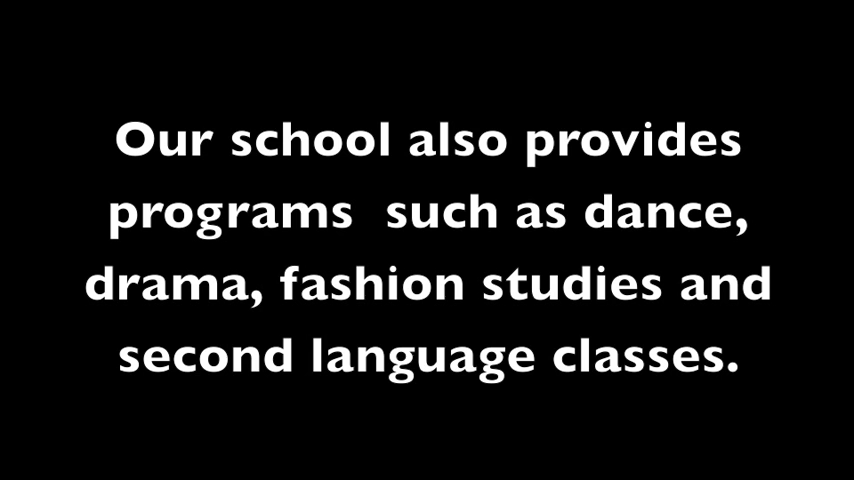 Our school also provides
programs  such as dance,
drama, fashion studies and
second language classes.